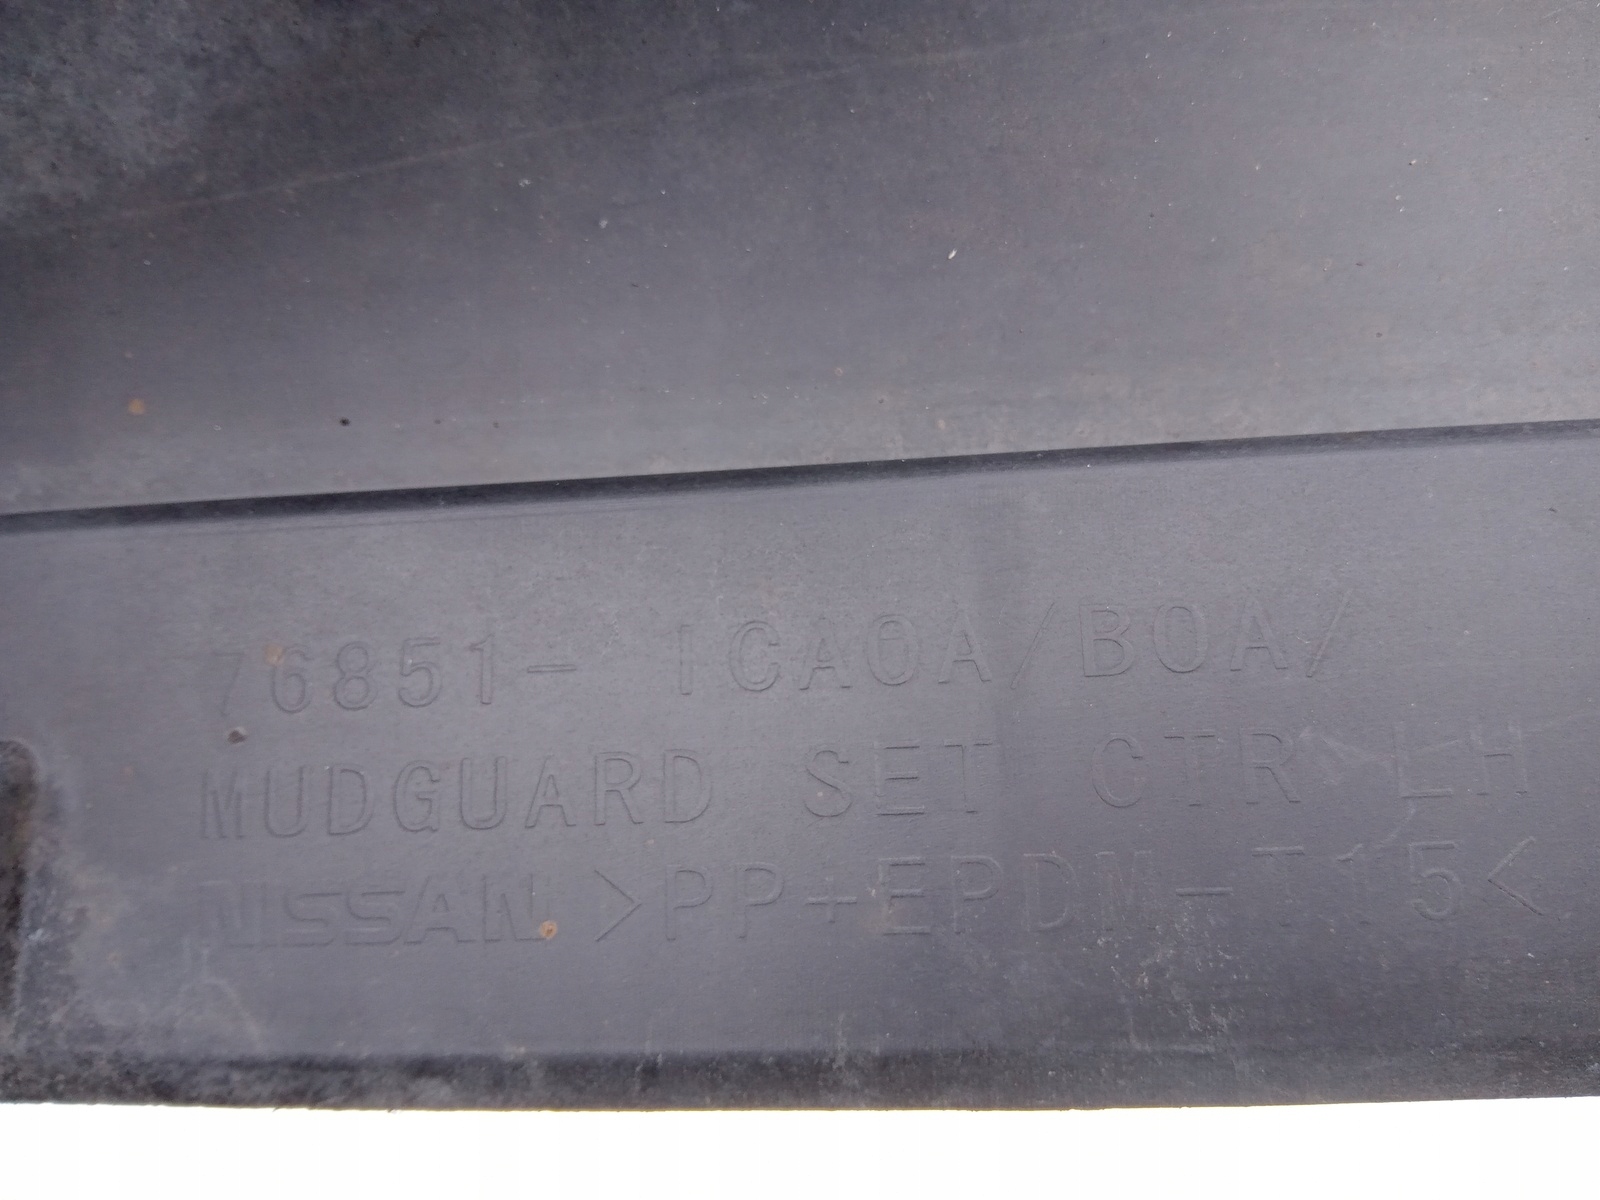 76851- 1CA0A/B0A/
MUDGUARD SET CTR LH
NISSAN >PP+EPDM-T15<